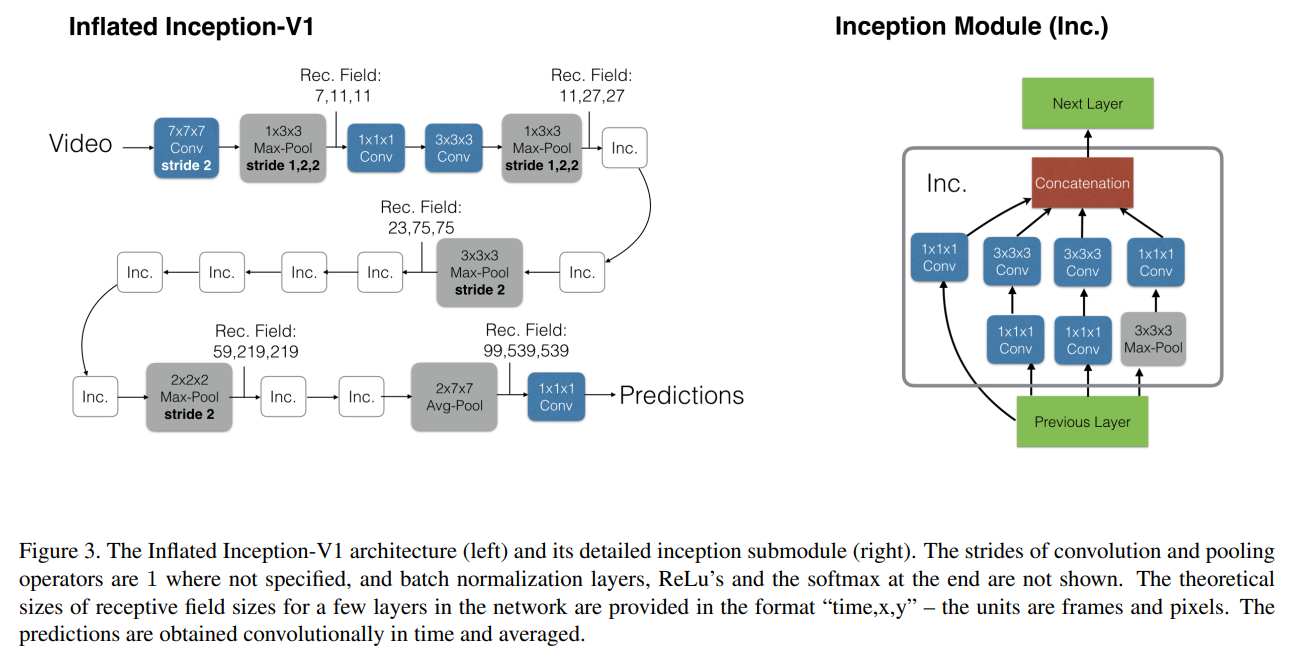 Inflated Inception-V1
Rec. Field:
7,11,11
Rec. Field:
11,27,27
Video
7x7x7
Conv
stride 2
1x3x3
Max-Pool
stride 1,2,2
1x1x1
Conv
3x3x3
Conv
1x3x3
Max-Pool
stride 1,2,2
Inc.
Rec. Field:
23,75,75
Inc.
Inc.
Inc.
Inc.
3x3x3
Max-Pool
stride 2
Inc.
Rec. Field:
59,219,219
Rec. Field:
99,539,539
Inc.
2x2x2
Max-Pool
stride 2
Inc.
Inc.
2x7x7
Avg-Pool
1x1x1
Conv
Predictions
Inception Module (Inc.)
Next Layer
Inc.
Concatenation
1x1x1
Conv
3x3x3
Conv
3x3x3
Conv
1x1x1
Conv
1x1x1
Conv
1x1x1
Conv
3x3x3
Max-Pool
Previous Layer
Figure 3. The Inflated Inception-V1 architecture (left) and its detailed inception submodule (right). The strides of convolution and pooling
operators are 1 where not specified, and batch normalization layers, ReLu’s and the softmax at the end are not shown. The theoretical
sizes of receptive field sizes for a few layers in the network are provided in the format “time,x,y” – the units are frames and pixels. The
predictions are obtained convolutionally in time and averaged.